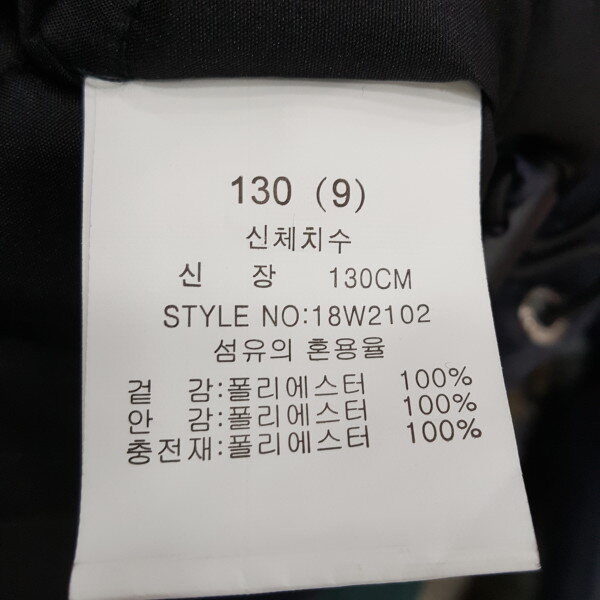 130 (9)
신체치수
신 장 130CM
STYLE NO:18W2102
섬유의 혼용율
겉 감:폴리에스터 100%
안 감:폴리에스터 100%
충전재:폴리에스터 100%